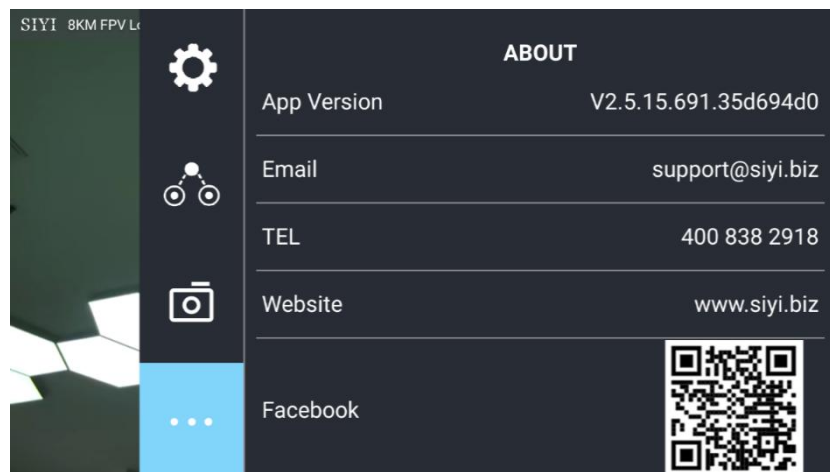 SIYI 8KM FPV
ABOUT
App Version V2.5.15.691.35d694d0
Email support@siyi.biz
TEL 400 838 2918
Website www.siyi.biz
Facebook